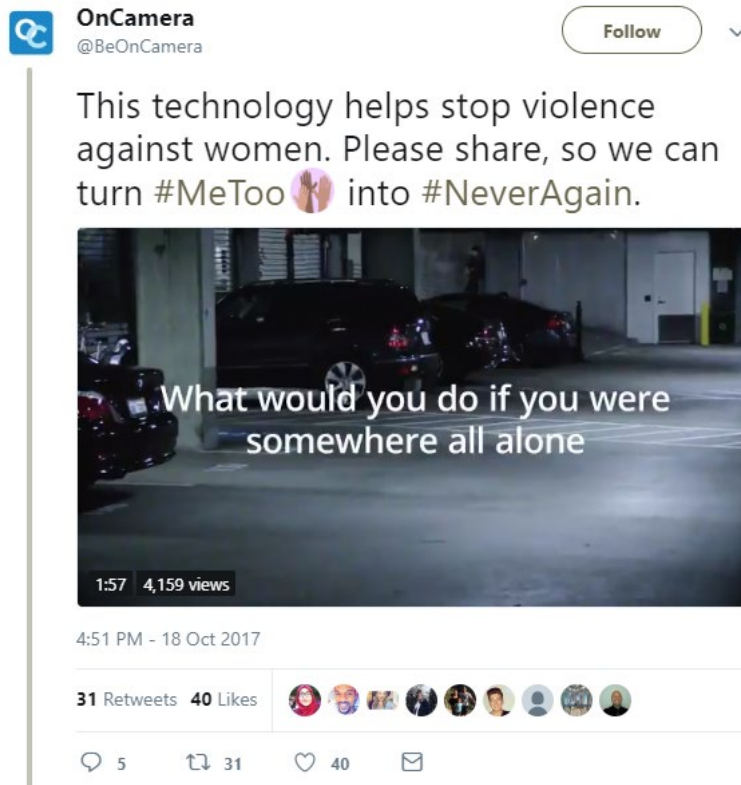 OnCamera
@BeOnCamera
Follow
This technology helps stop violence
against women. Please share, so we can
turn #MeToo into #NeverAgain.
What would you do if you were
somewhere all alone
1:57 4,159 views
4:51 PM - 18 Oct 2017
31 Retweets 40 Likes
5 31 40